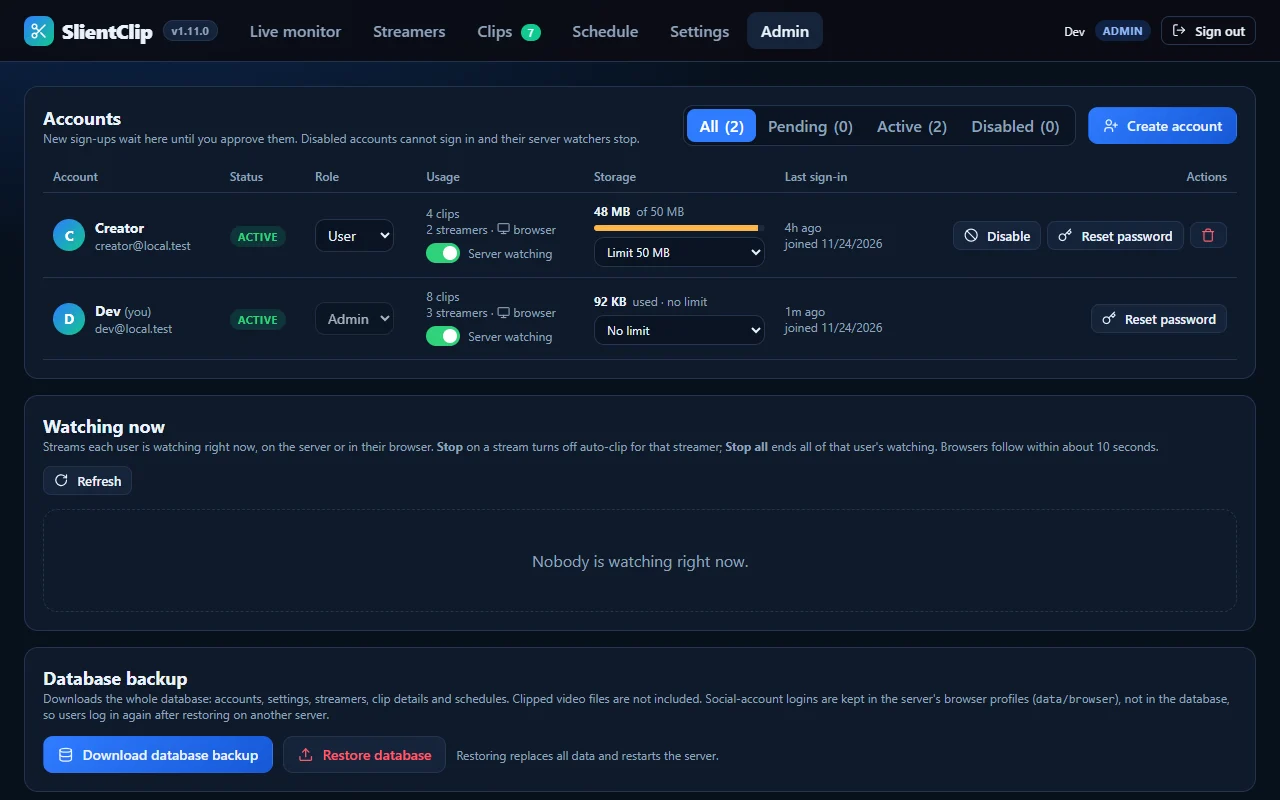 SlientClip v1.11.0 Live monitor Streamers Clips 7 Schedule Settings Admin Dev ADMIN Sign out
Accounts
New sign-ups wait here until you approve them. Disabled accounts cannot sign in and their server watchers stop.
All (2) Pending (0) Active (2) Disabled (0) Create account
Account Status Role Usage Storage Last sign-in Actions
C Creator
creator@local.test
ACTIVE
User
4 clips
2 streamers · browser
Server watching
48 MB of 50 MB
Limit 50 MB
4h ago
joined 11/24/2026
Disable Reset password
D Dev (you)
dev@local.test
ACTIVE
Admin
8 clips
3 streamers · browser
Server watching
92 KB used · no limit
No limit
1m ago
joined 11/24/2026
Reset password
Watching now
Streams each user is watching right now, on the server or in their browser. Stop on a stream turns off auto-clip for that streamer; Stop all ends all of that user's watching. Browsers follow within about 10 seconds.
Refresh
Nobody is watching right now.
Database backup
Downloads the whole database: accounts, settings, streamers, clip details and schedules. Clipped video files are not included. Social-account logins are kept in the server's browser profiles (data/browser), not in the database,
so users log in again after restoring on another server.
Download database backup Restore database Restoring replaces all data and restarts the server.